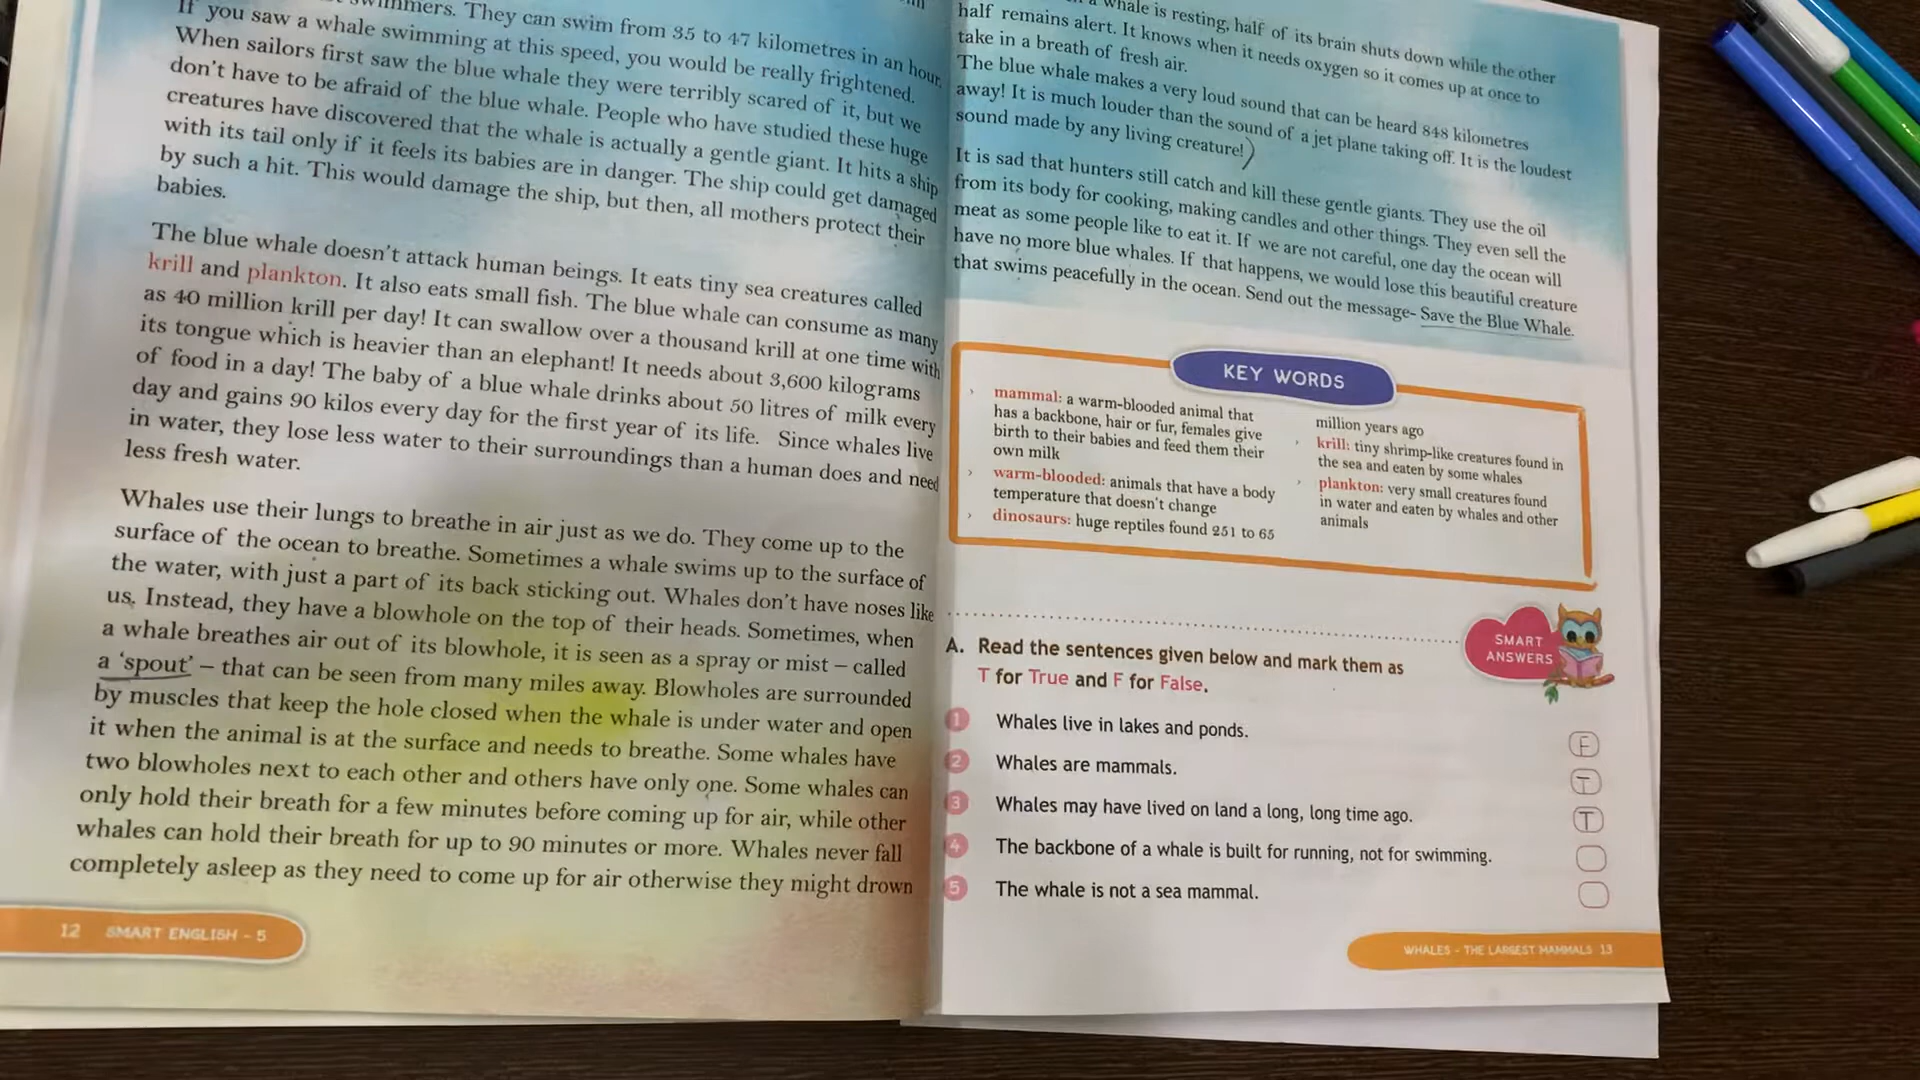 swimmers. They can swim from 35 to 47 kilometres in an hour.
If you saw a whale swimming at this speed, you would be really frightened.
When sailors first saw the blue whale they were terribly scared of it, but we
don't have to be afraid of the blue whale. People who have studied these huge
creatures have discovered that the whale is actually a gentle giant. It hits a ship
with its tail only if it feels its babies are in danger. The ship could get damaged
by such a hit. This would damage the ship, but then, all mothers protect their
babies.
The blue whale doesn't attack human beings. It eats tiny sea creatures called
krill and plankton. It also eats small fish. The blue whale can consume as many
as 40 million krill per day! It can swallow over a thousand krill at one time with
its tongue which is heavier than an elephant! It needs about 3,600 kilograms
of food in a day! The baby of a blue whale drinks about 50 litres of milk every
day and gains 90 kilos every day for the first year of its life. Since whales live
in water, they lose less water to their surroundings than a human does and need
less fresh water.
Whales use their lungs to breathe in air just as we do. They come up to the
surface of the ocean to breathe. Sometimes a whale swims up to the surface of
the water, with just a part of its back sticking out. Whales don't have noses like
us. Instead, they have a blowhole on the top of their heads. Sometimes, when
a whale breathes air out of its blowhole, it is seen as a spray or mist – called
a 'spout' – that can be seen from many miles away. Blowholes are surrounded
by muscles that keep the hole closed when the whale is under water and open
it when the animal is at the surface and needs to breathe. Some whales have
two blowholes next to each other and others have only one. Some whales can
only hold their breath for a few minutes before coming up for air, while other
whales can hold their breath for up to 90 minutes or more. Whales never fall
completely asleep as they need to come up for air otherwise they might drown
12 SMART ENGLISH - 5
a whale is resting, half of its brain shuts down while the other
half remains alert. It knows when it needs oxygen so it comes up at once to
take in a breath of fresh air.
The blue whale makes a very loud sound that can be heard 848 kilometres
away! It is much louder than the sound of a jet plane taking off. It is the loudest
sound made by any living creature!
It is sad that hunters still catch and kill these gentle giants. They use the oil
from its body for cooking, making candles and other things. They even sell the
meat as some people like to eat it. If we are not careful, one day the ocean will
have no more blue whales. If that happens, we would lose this beautiful creature
that swims peacefully in the ocean. Send out the message- Save the Blue Whale.
KEY WORDS
mammal: a warm-blooded animal that
has a backbone, hair or fur, females give
birth to their babies and feed them their
own milk
warm-blooded: animals that have a body
temperature that doesn't change
dinosaurs: huge reptiles found 251 to 65
million years ago
krill: tiny shrimp-like creatures found in
the sea and eaten by some whales
plankton: very small creatures found
in water and eaten by whales and other
animals
SMART
ANSWERS
A. Read the sentences given below and mark them as
T for True and F for False.
1 Whales live in lakes and ponds. F
2 Whales are mammals. T
3 Whales may have lived on land a long, long time ago. T
4 The backbone of a whale is built for running, not for swimming.
5 The whale is not a sea mammal.
WHALES - THE LARGEST MAMMALS 13